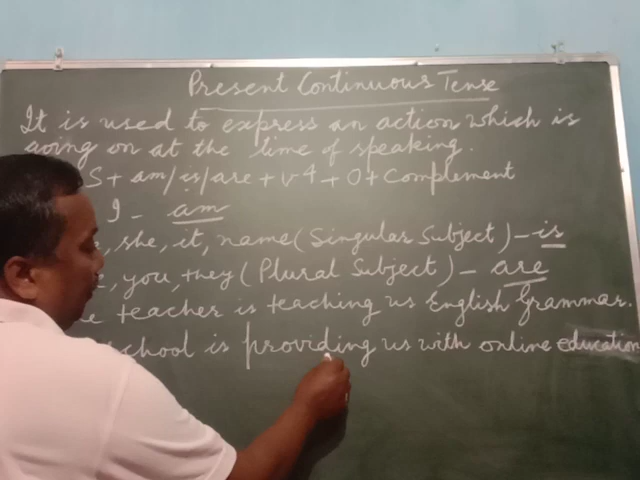 Present Continuous Tense
It is used to express an action which is
going on at the time of speaking.
S + am/is/are + v4 + O + Complement
I - am
, she, it, name (Singular Subject) - is
, you, they (Plural Subject) - are
teacher is teaching us English Grammar.
school is providing us with online education